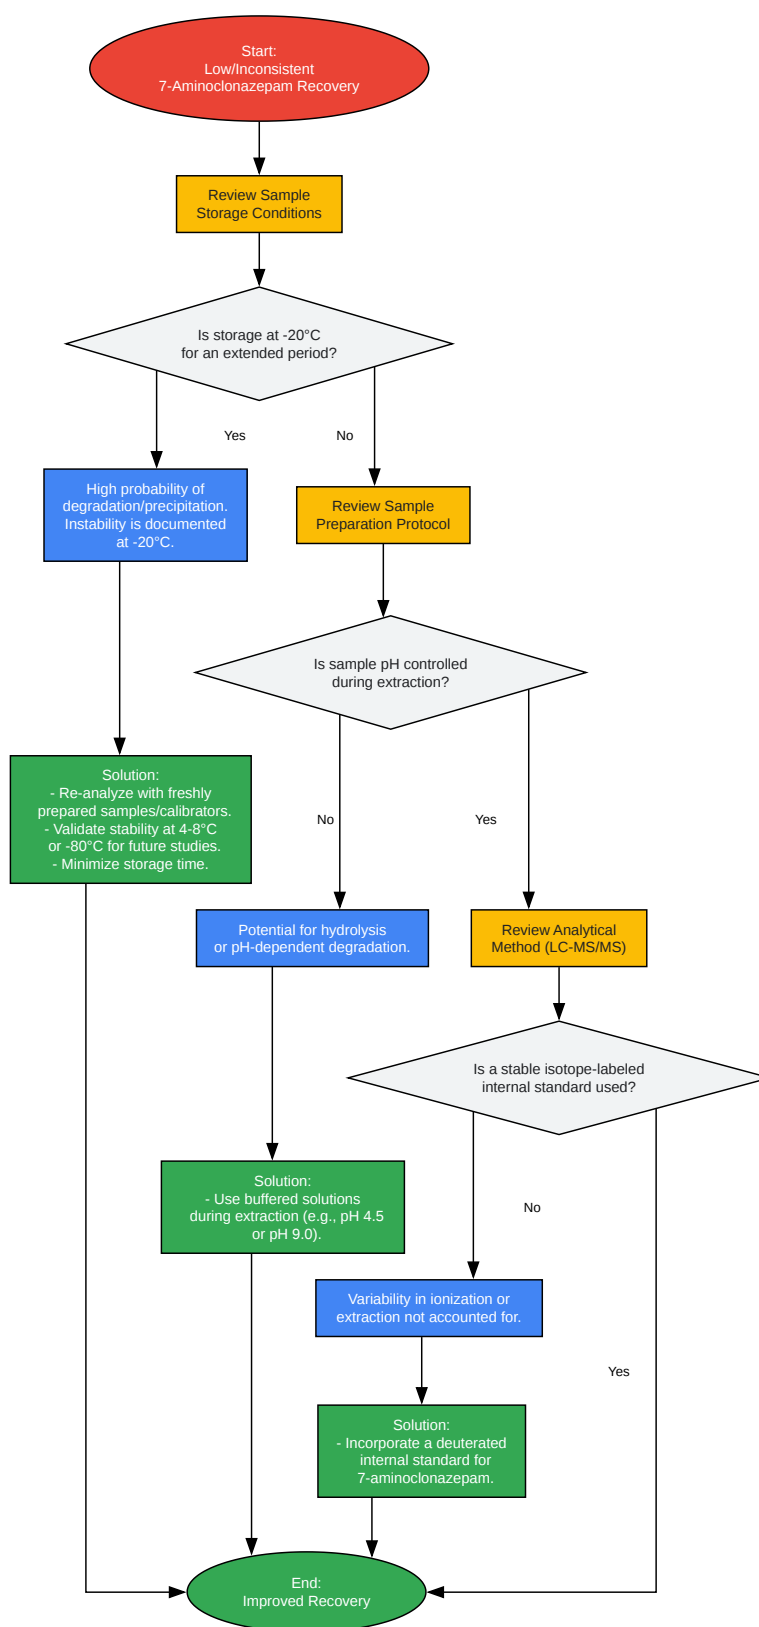 Start:
Low/Inconsistent
7-Aminoclonazepam Recovery
Review Sample
Storage Conditions
Is storage at -20°C
for an extended period?
Yes
No
High probability of
degradation/precipitation.
Instability is documented
at -20°C.
Review Sample
Preparation Protocol
Is sample pH controlled
during extraction?
Solution:
- Re-analyze with freshly
prepared samples/calibrators.
- Validate stability at 4-8°C
or -80°C for future studies.
- Minimize storage time.
No
Yes
Potential for hydrolysis
or pH-dependent degradation.
Review Analytical
Method (LC-MS/MS)
Is a stable isotope-labeled
internal standard used?
Solution:
- Use buffered solutions
during extraction (e.g., pH 4.5
or pH 9.0).
No
Variability in ionization or
extraction not accounted for.
Yes
Solution:
- Incorporate a deuterated
internal standard for
7-aminoclonazepam.
End:
Improved Recovery